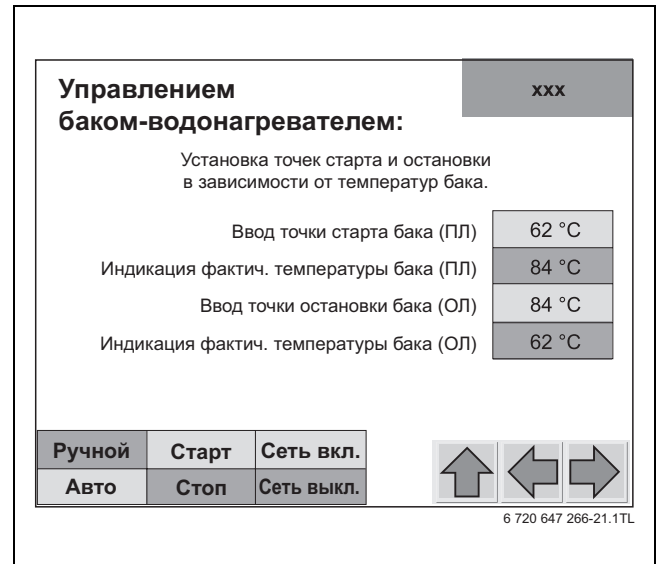 Управлением
баком-водонагревателем:
xxx
Установка точек старта и остановки
в зависимости от температур бака.
Ввод точки старта бака (ПЛ) 62 °C
Индикация фактич. температуры бака (ПЛ) 84 °C
Ввод точки остановки бака (ОЛ) 84 °C
Индикация фактич. температуры бака (ОЛ) 62 °C
Ручной Старт Сеть вкл.
Авто Стоп Сеть выкл.
6 720 647 266-21.1TL